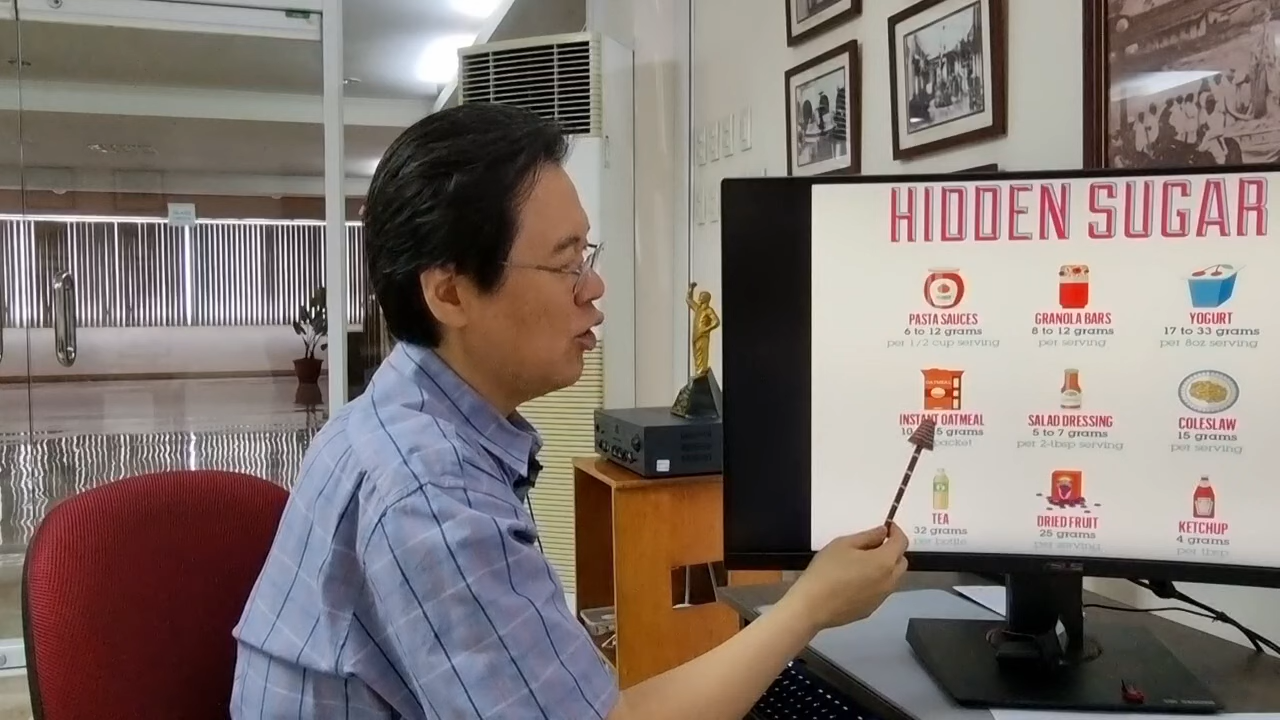 HIDDEN SUGAR
PASTA SAUCES
6 to 12 grams
per 1/2 cup serving
GRANOLA BARS
8 to 12 grams
per serving
YOGURT
17 to 33 grams
per 8oz serving
INSTANT OATMEAL
packet
SALAD DRESSING
5 to 7 grams
per 2-tbsp serving
COLESLAW
15 grams
per serving
TEA
32 grams
per bottle
DRIED FRUIT
25 grams
per serving
KETCHUP
4 grams
per tbsp